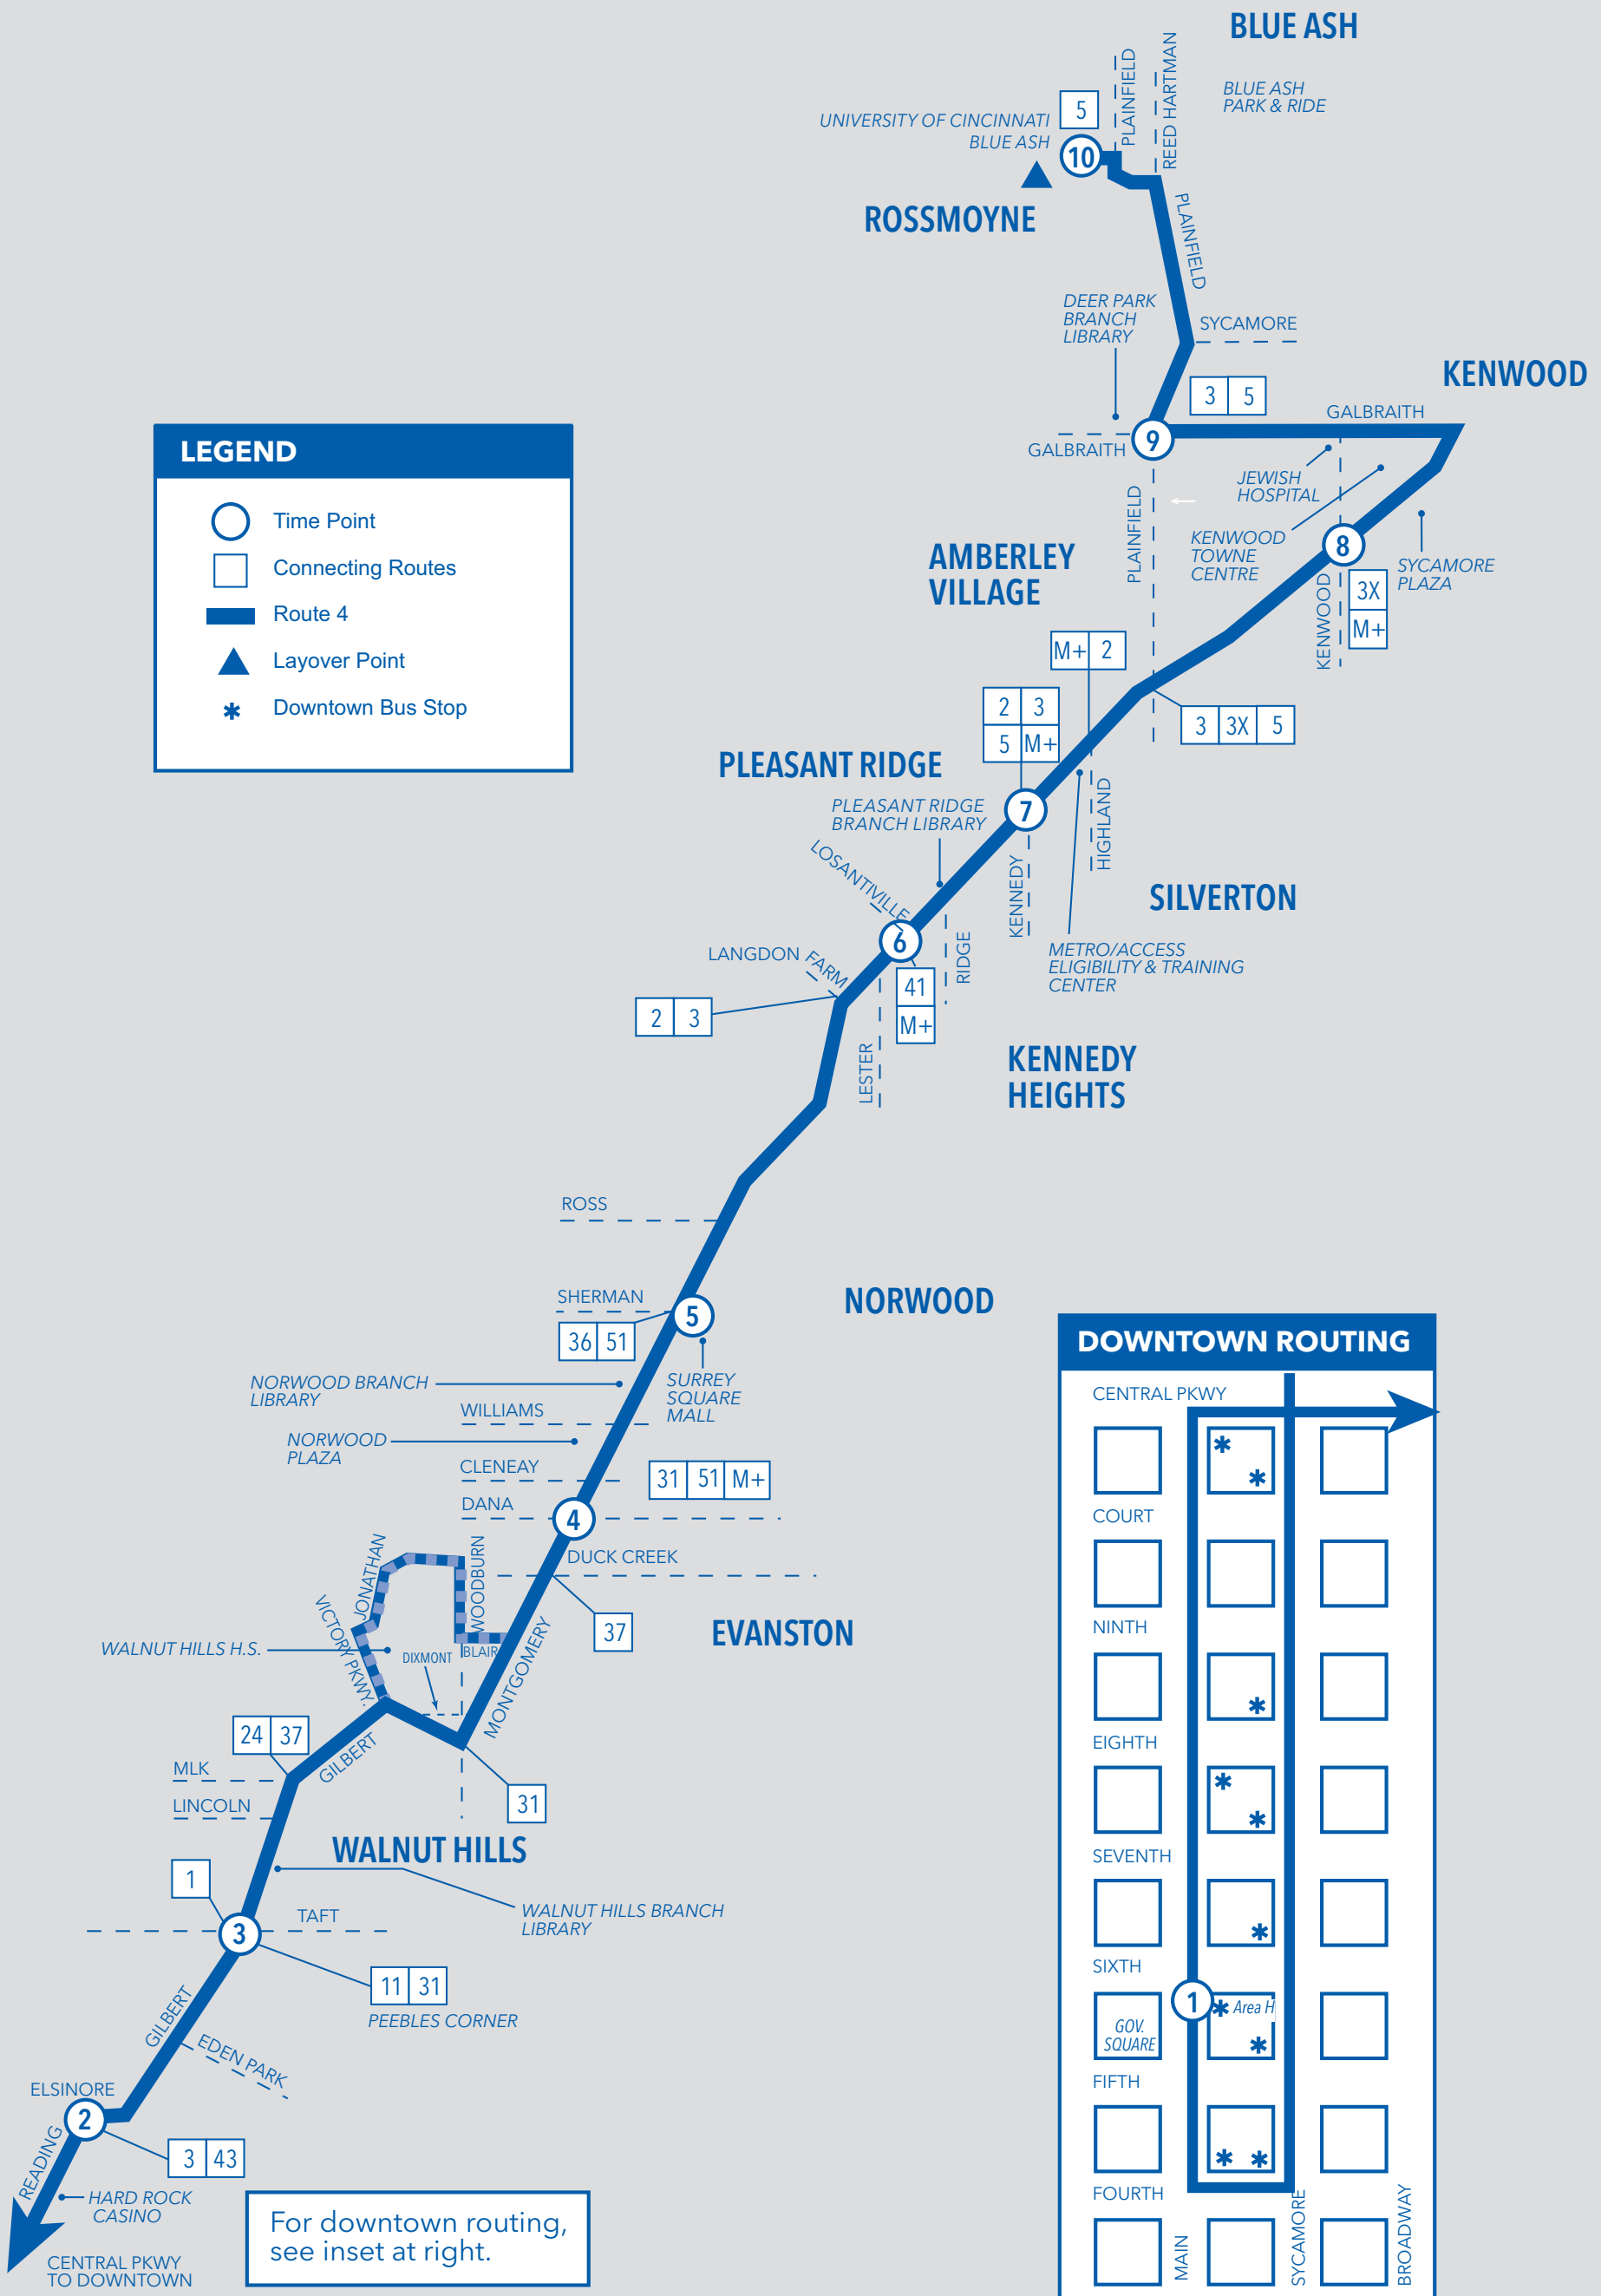 BLUE ASH
BLUE ASH
PARK & RIDE
PLAINFIELD
REED HARTMAN
5
UNIVERSITY OF CINCINNATI
BLUE ASH
10
ROSSMOYNE
PLAINFIELD
DEER PARK
BRANCH
LIBRARY
SYCAMORE
KENWOOD
3 5
GALBRAITH
9
GALBRAITH
JEWISH
HOSPITAL
PLAINFIELD
KENWOOD
TOWNE
CENTRE
8
SYCAMORE
PLAZA
AMBERLEY
VILLAGE
KENWOOD
3X
M+
M+ 2
2 3
5 M+
3 3X 5
LEGEND
Time Point
Connecting Routes
Route 4
Layover Point
Downtown Bus Stop
PLEASANT RIDGE
PLEASANT RIDGE
BRANCH LIBRARY
7
HIGHLAND
KENNEDY
LOSANTIVILLE
SILVERTON
6
RIDGE
METRO/ACCESS
ELIGIBILITY & TRAINING
CENTER
LANGDON FARM
41
M+
2 3
LESTER
KENNEDY
HEIGHTS
ROSS
SHERMAN
5
NORWOOD
36 51
NORWOOD BRANCH
LIBRARY
SURREY
SQUARE
MALL
WILLIAMS
NORWOOD
PLAZA
CLENEAY
31 51 M+
DANA
4
DUCK CREEK
JONATHAN
WOODBURN
VICTORY PKWY.
37
EVANSTON
WALNUT HILLS H.S.
DIXMONT
BLAIR
MONTGOMERY
24 37
GILBERT
MLK
LINCOLN
31
WALNUT HILLS
1
WALNUT HILLS BRANCH
LIBRARY
TAFT
3
11 31
PEEBLES CORNER
GILBERT
EDEN PARK
ELSINORE
2
READING
3 43
HARD ROCK
CASINO
CENTRAL PKWY
TO DOWNTOWN
For downtown routing,
see inset at right.
DOWNTOWN ROUTING
CENTRAL PKWY
COURT
NINTH
EIGHTH
SEVENTH
SIXTH
1
Area H
GOV.
SQUARE
FIFTH
FOURTH
MAIN
SYCAMORE
BROADWAY